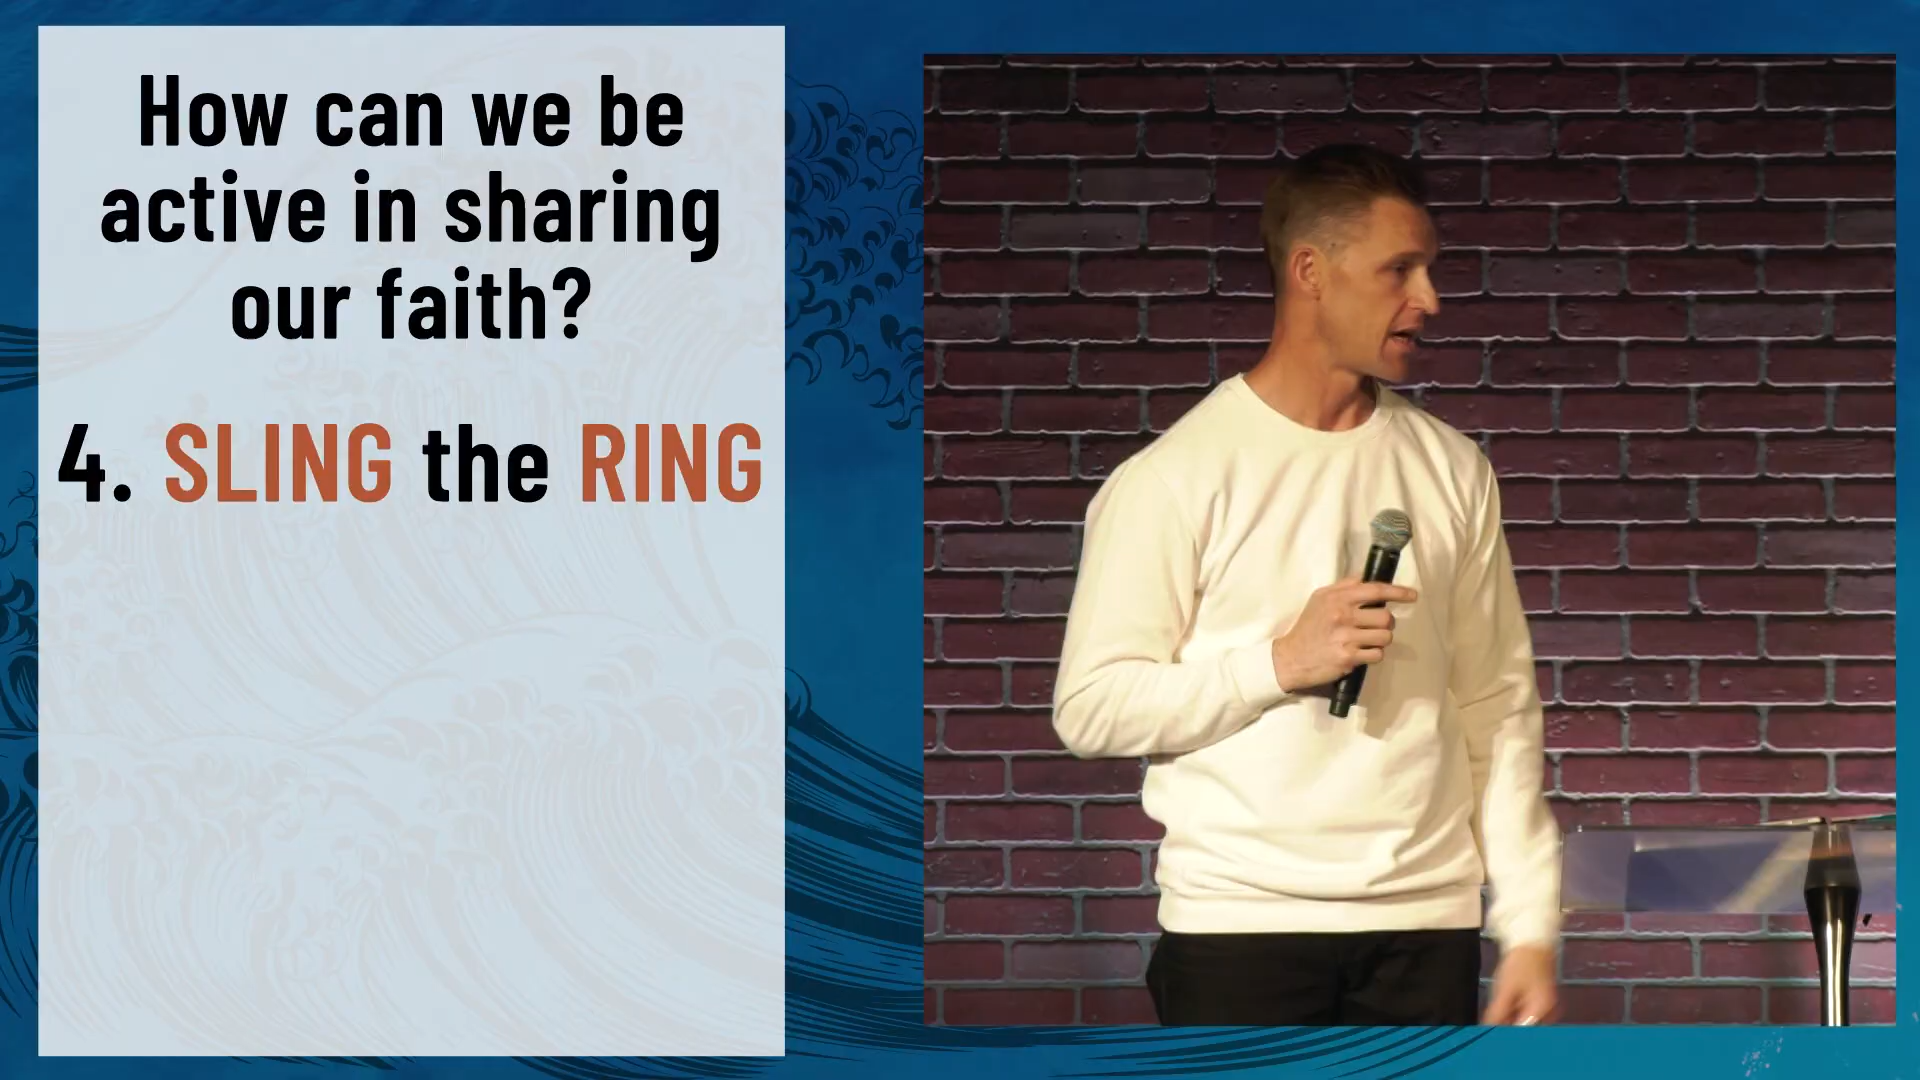 How can we be
active in sharing
our faith?
4. SLING the RING